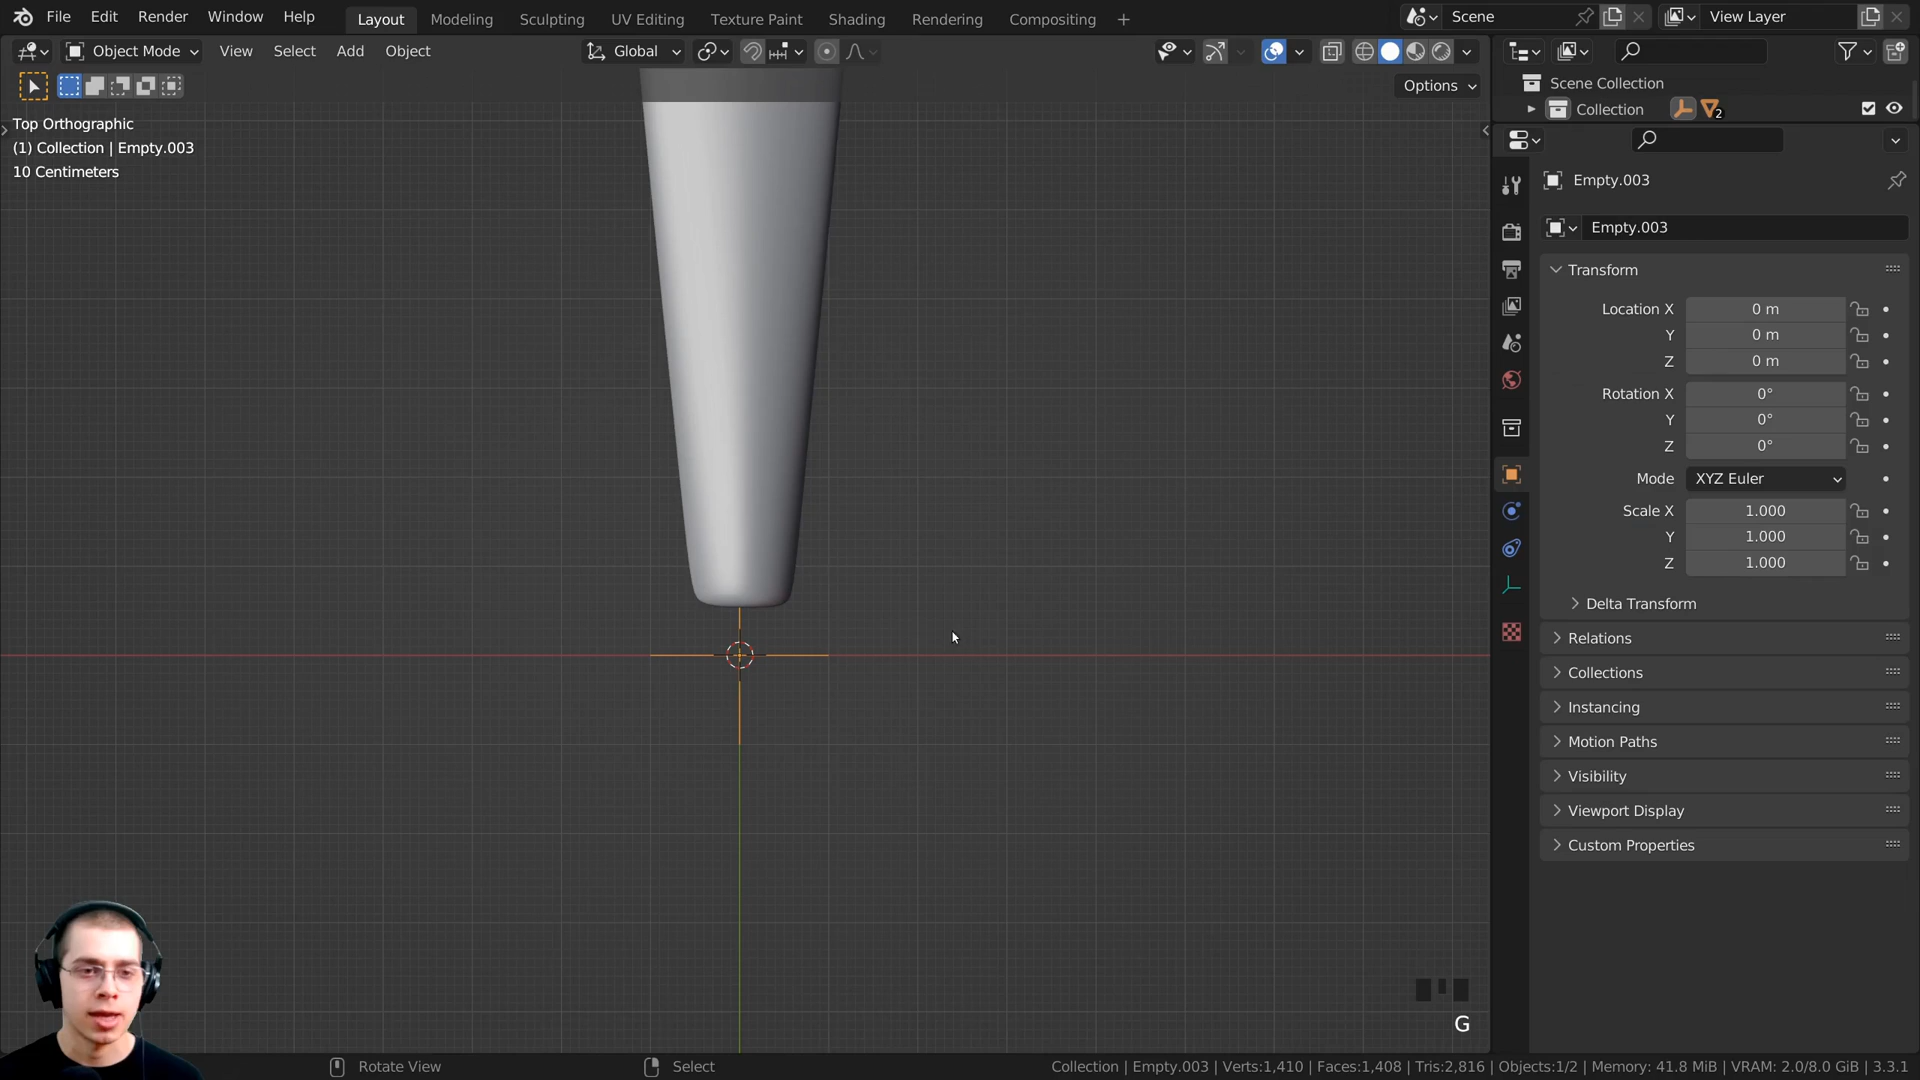 File Edit Render Window Help Layout Modeling Sculpting UV Editing Texture Paint Shading Rendering Compositing + Scene View Layer
Object Mode View Select Add Object Global
Options
Scene Collection
Collection 2
Top Orthographic
(1) Collection | Empty.003
10 Centimeters
Empty.003
Empty.003
Transform
Location X 0 m
Y 0 m
Z 0 m
Rotation X 0°
Y 0°
Z 0°
Mode XYZ Euler
Scale X 1.000
Y 1.000
Z 1.000
Delta Transform
Relations
Collections
Instancing
Motion Paths
Visibility
Viewport Display
Custom Properties
G
Rotate View Select Collection | Empty.003 | Verts:1,410 | Faces:1,408 | Tris:2,816 | Objects:1/2 | Memory: 41.8 MiB | VRAM: 2.0/8.0 GiB | 3.3.1